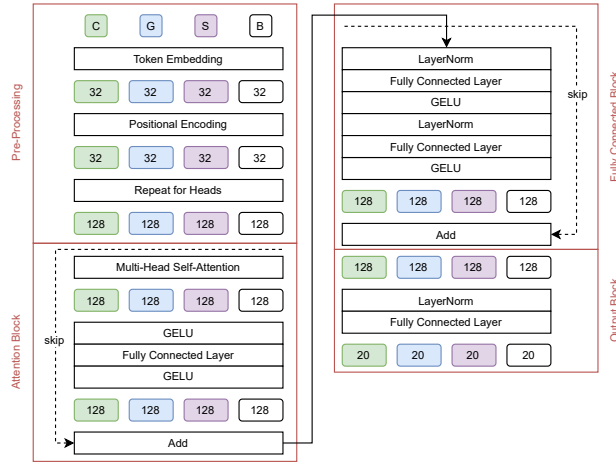 Pre-Processing
C G S B
Token Embedding
32 32 32 32
Positional Encoding
32 32 32 32
Repeat for Heads
128 128 128 128
Attention Block
skip
Multi-Head Self-Attention
128 128 128 128
GELU
Fully Connected Layer
GELU
128 128 128 128
Add
Fully Connected Block
skip
LayerNorm
Fully Connected Layer
GELU
LayerNorm
Fully Connected Layer
GELU
128 128 128 128
Add
Output Block
128 128 128 128
LayerNorm
Fully Connected Layer
20 20 20 20